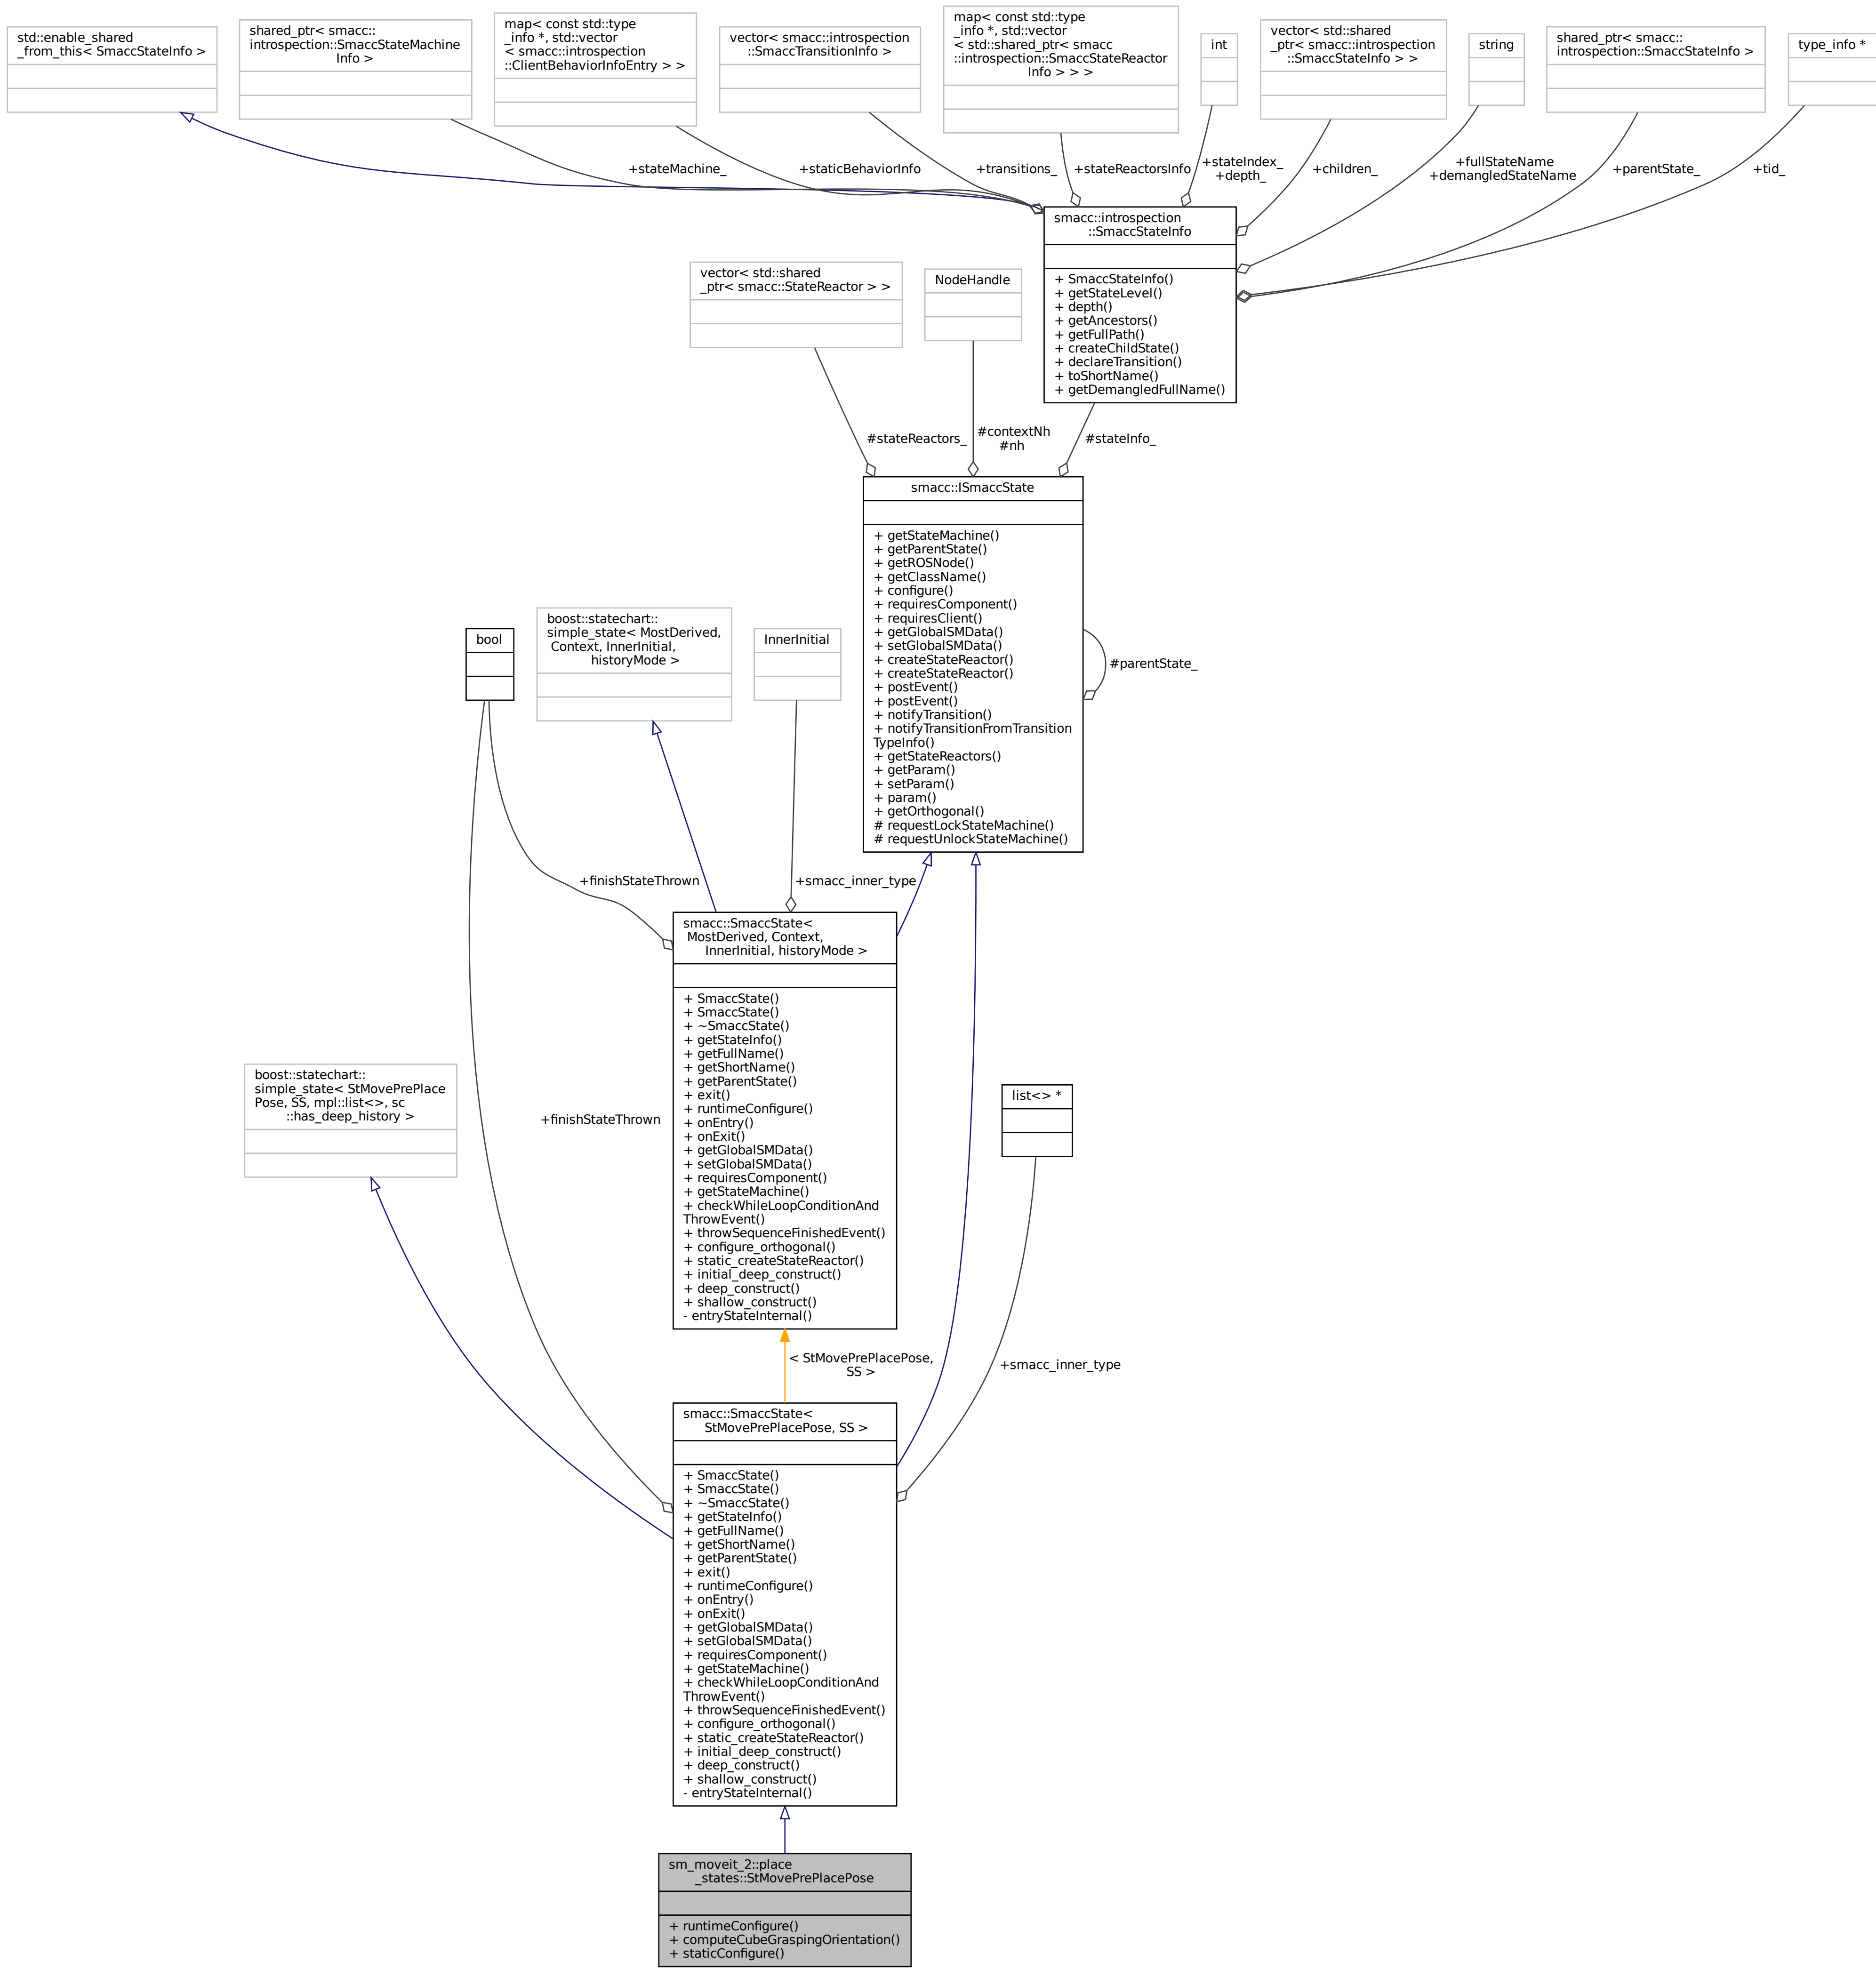 std::enable_shared
_from_this< SmaccStateInfo >
shared_ptr< smacc::
introspection::SmaccStateMachine
Info >
map< const std::type
_info *, std::vector
< smacc::introspection
::ClientBehaviorInfoEntry > >
vector< smacc::introspection
::SmaccTransitionInfo >
map< const std::type
_info *, std::vector
< std::shared_ptr< smacc
::introspection::SmaccStateReactor
Info > > >
int
vector< std::shared
_ptr< smacc::introspection
::SmaccStateInfo > >
string
shared_ptr< smacc::
introspection::SmaccStateInfo >
type_info *
+stateMachine_
+staticBehaviorInfo
+transitions_
+stateReactorsInfo
+stateIndex_
+depth_
+children_
+fullStateName
+demangledStateName
+parentState_
+tid_
smacc::introspection
::SmaccStateInfo
+ SmaccStateInfo()
+ getStateLevel()
+ depth()
+ getAncestors()
+ getFullPath()
+ createChildState()
+ declareTransition()
+ toShortName()
+ getDemangledFullName()
vector< std::shared
_ptr< smacc::StateReactor > >
NodeHandle
#stateReactors_
#contextNh
#nh
#stateInfo_
smacc::ISmaccState
+ getStateMachine()
+ getParentState()
+ getROSNode()
+ getClassName()
+ configure()
+ requiresComponent()
+ requiresClient()
+ getGlobalSMData()
+ setGlobalSMData()
+ createStateReactor()
+ createStateReactor()
+ postEvent()
+ postEvent()
+ notifyTransition()
+ notifyTransitionFromTransition
TypeInfo()
+ getStateReactors()
+ getParam()
+ setParam()
+ param()
+ getOrthogonal()
# requestLockStateMachine()
# requestUnlockStateMachine()
#parentState_
bool
boost::statechart::
simple_state< MostDerived,
Context, InnerInitial,
historyMode >
InnerInitial
+finishStateThrown
+smacc_inner_type
smacc::SmaccState<
MostDerived, Context,
InnerInitial, historyMode >
+ SmaccState()
+ SmaccState()
+ ~SmaccState()
+ getStateInfo()
+ getFullName()
+ getShortName()
+ getParentState()
+ exit()
+ runtimeConfigure()
+ onEntry()
+ onExit()
+ getGlobalSMData()
+ setGlobalSMData()
+ requiresComponent()
+ getStateMachine()
+ checkWhileLoopConditionAnd
ThrowEvent()
+ throwSequenceFinishedEvent()
+ configure_orthogonal()
+ static_createStateReactor()
+ initial_deep_construct()
+ deep_construct()
+ shallow_construct()
- entryStateInternal()
boost::statechart::
simple_state< StMovePrePlace
Pose, SS, mpl::list<>, sc
::has_deep_history >
+finishStateThrown
list<> *
< StMovePrePlacePose,
SS >
+smacc_inner_type
smacc::SmaccState<
StMovePrePlacePose, SS >
+ SmaccState()
+ SmaccState()
+ ~SmaccState()
+ getStateInfo()
+ getFullName()
+ getShortName()
+ getParentState()
+ exit()
+ runtimeConfigure()
+ onEntry()
+ onExit()
+ getGlobalSMData()
+ setGlobalSMData()
+ requiresComponent()
+ getStateMachine()
+ checkWhileLoopConditionAnd
ThrowEvent()
+ throwSequenceFinishedEvent()
+ configure_orthogonal()
+ static_createStateReactor()
+ initial_deep_construct()
+ deep_construct()
+ shallow_construct()
- entryStateInternal()
sm_moveit_2::place
_states::StMovePrePlacePose
+ runtimeConfigure()
+ computeCubeGraspingOrientation()
+ staticConfigure()